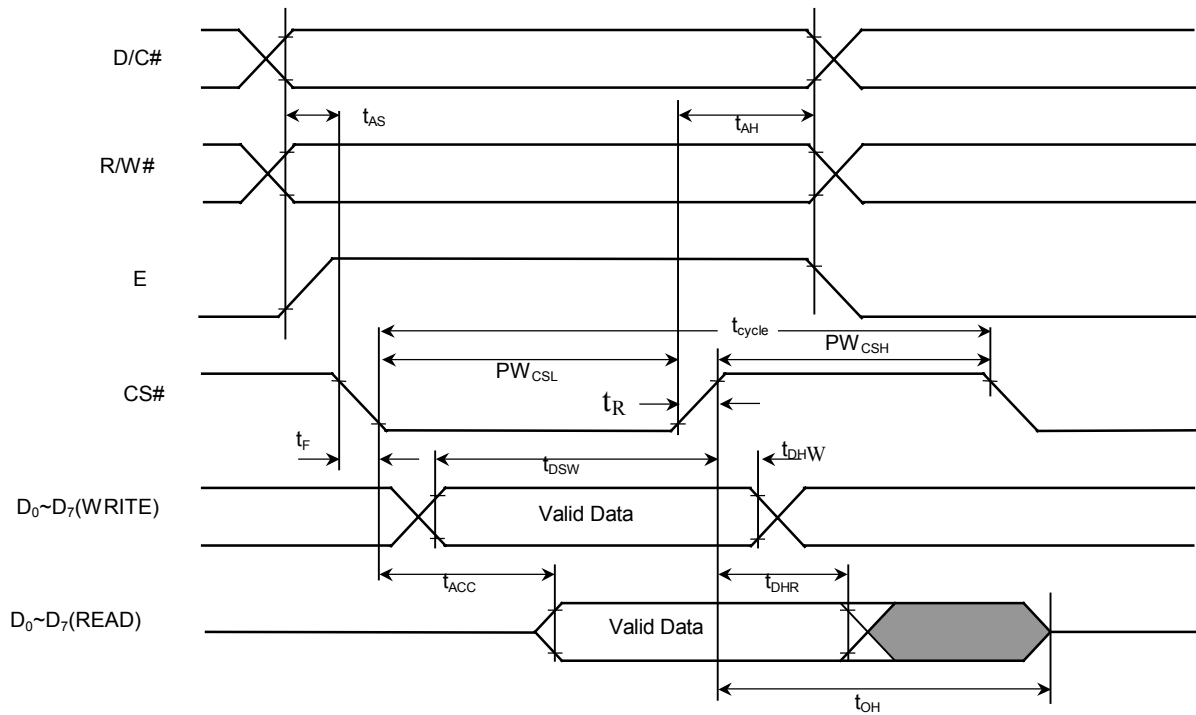 D/C#
tAS
tAH
R/W#
E
tcycle
PWCSL
PWCSH
CS#
tR
tF
tDSW
tDHW
D0~D7(WRITE)
Valid Data
tACC
tDHR
D0~D7(READ)
Valid Data
tOH